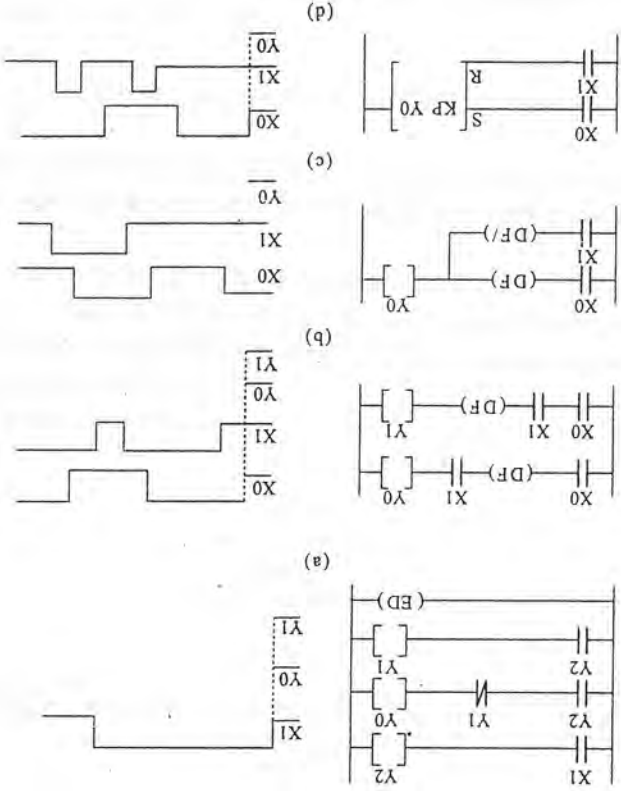 X1 Y2
Y2 Y1 Y0
Y2 Y1
(ED)
X1
Y0
Y1
(a)
X0 (DF) X1 Y0
X0 X1 (DF) Y1
X0
X1
Y0
Y1
(b)
X0 (DF) Y0
X1 (DF/)
X0
X1
Y0
(c)
X0 S KP Y0
X1 R
X0
X1
Y0
(d)